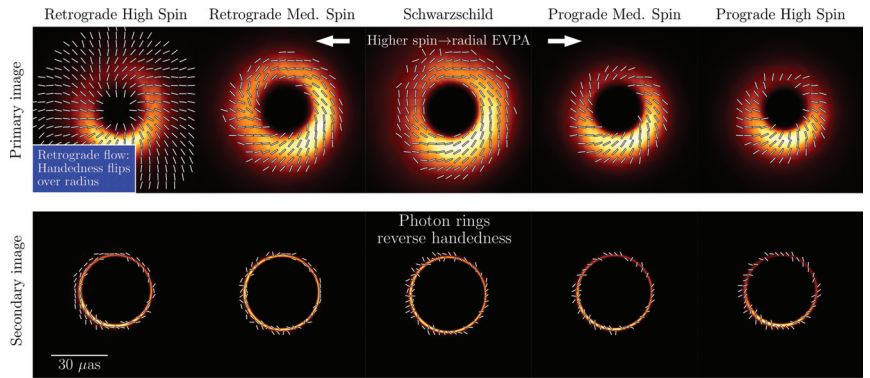 Retrograde High Spin
Retrograde Med. Spin
Schwarzschild
Prograde Med. Spin
Prograde High Spin
Higher spin→radial EVPA
Primary image
Retrograde flow:
Handedness flips
over radius
Photon rings
reverse handedness
Secondary image
30 μas